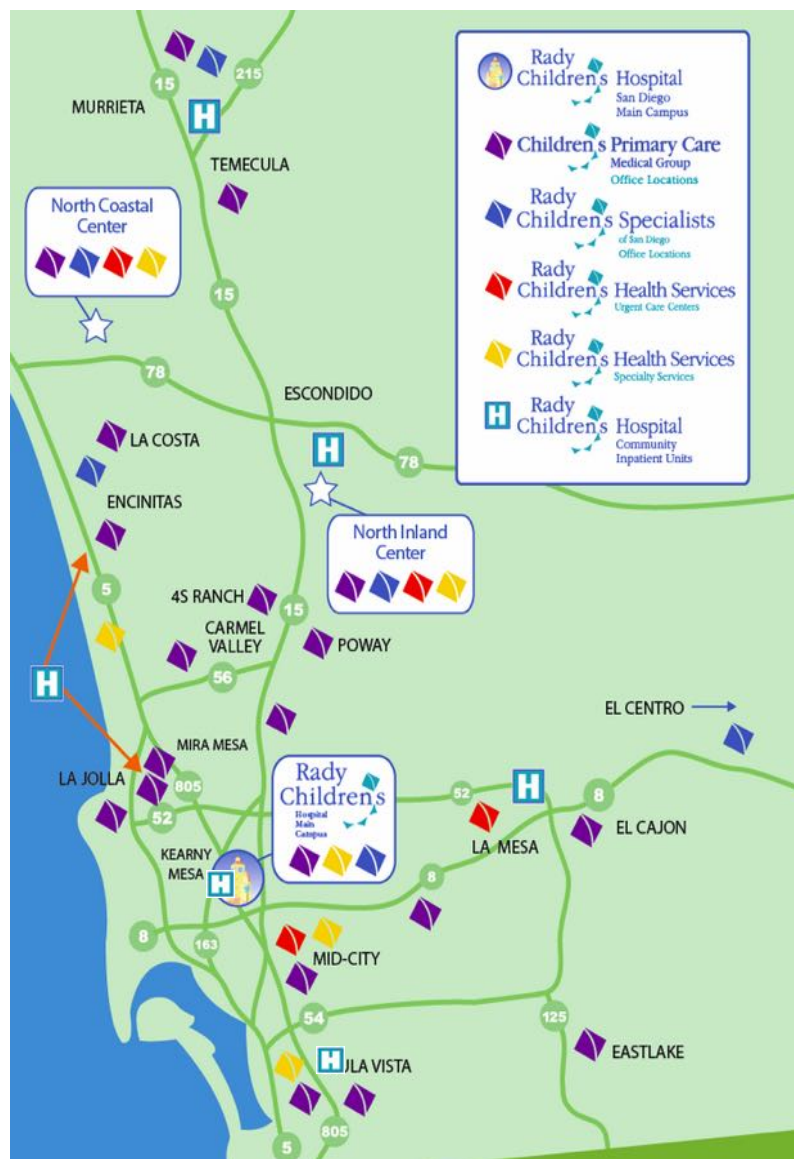 215
15
MURRIETA
H
TEMECULA
North Coastal
Center
15
78
ESCONDIDO
H
78
LA COSTA
ENCINITAS
North Inland
Center
5
4S RANCH
15
CARMEL
VALLEY
POWAY
56
H
EL CENTRO
MIRA MESA
LA JOLLA
805
52
Rady
Children's
Hospital
Main
Campus
52
H
8
LA MESA
EL CAJON
KEARNY
MESA
H
8
8
163
MID-CITY
54
125
EASTLAKE
H
ULA VISTA
805
5
Rady
Children's Hospital
San Diego
Main Campus
Children's Primary Care
Medical Group
Office Locations
Rady
Children's Specialists
of San Diego
Office Locations
Rady
Children's Health Services
Urgent Care Centers
Rady
Children's Health Services
Specialty Services
H
Rady
Children's Hospital
Community
Inpatient Units